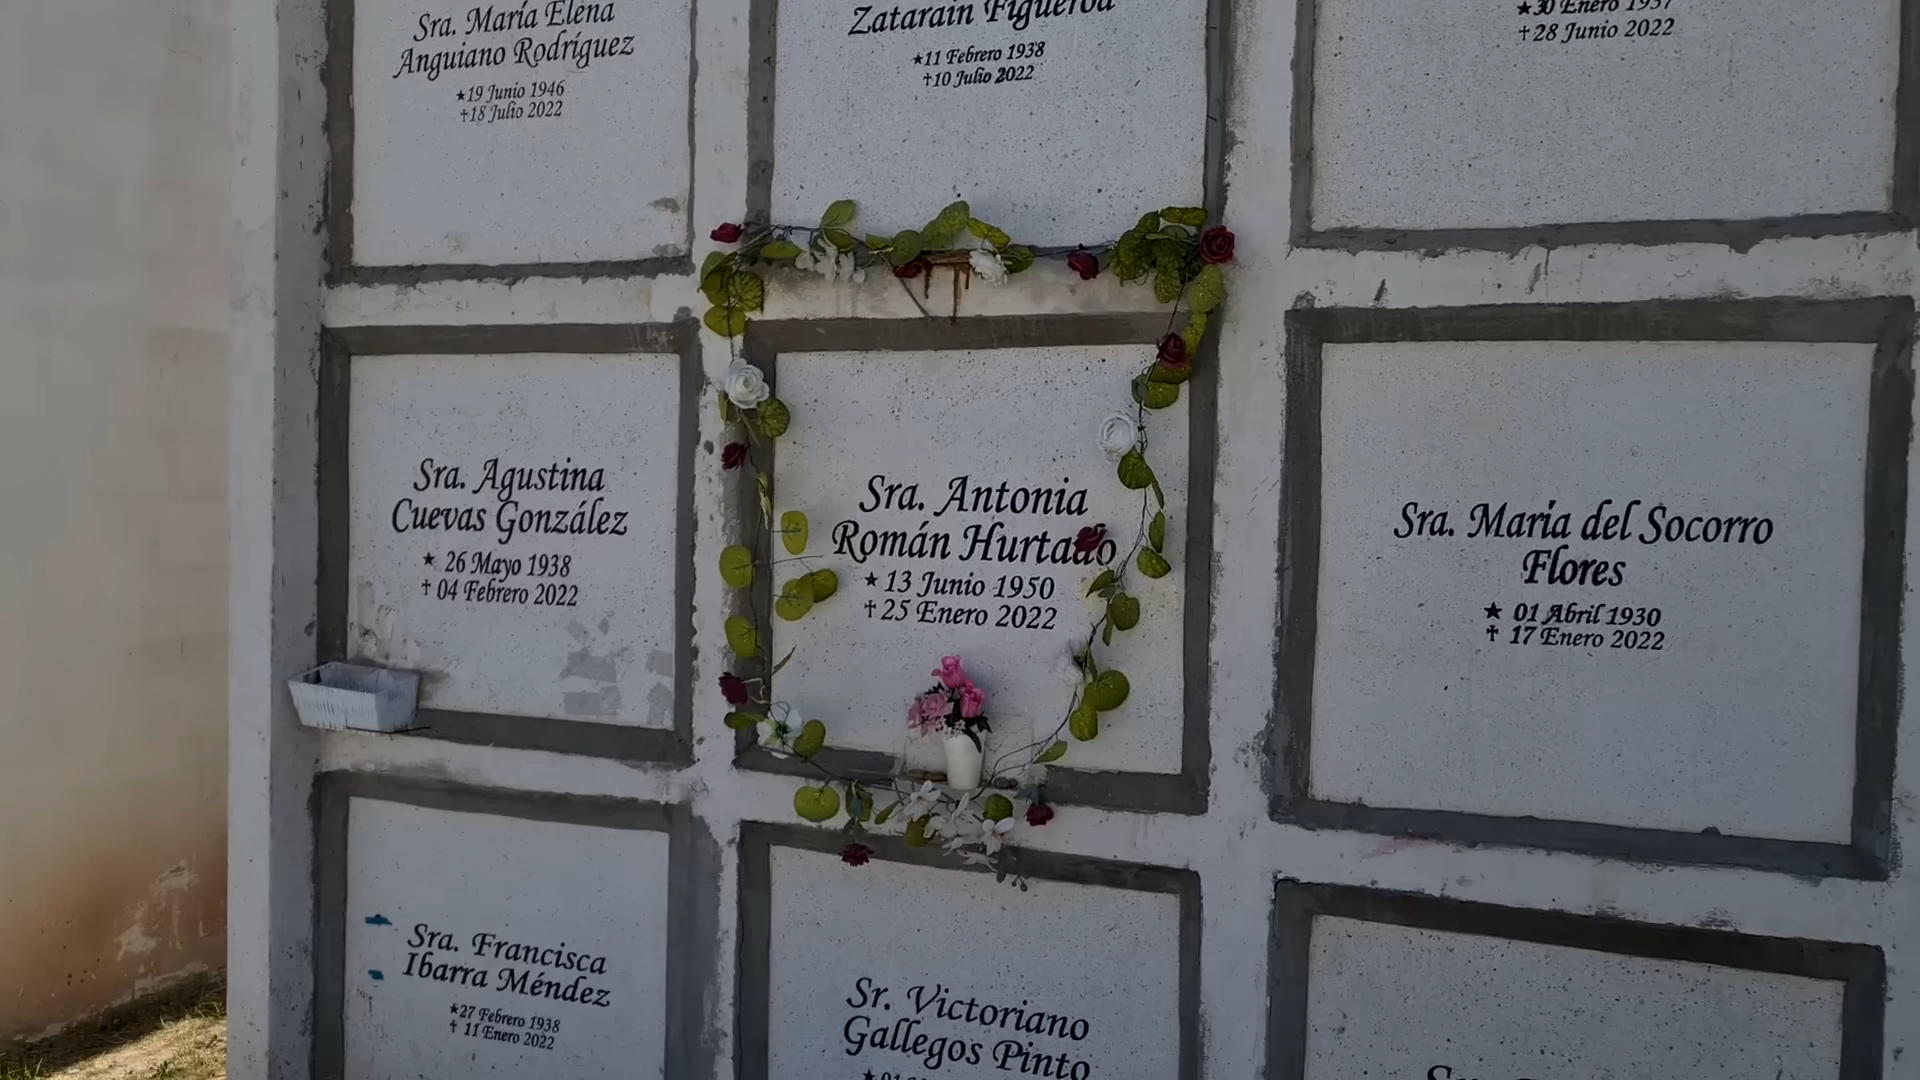 Sra. María Elena
Anguiano Rodríguez
★19 Junio 1946
✝18 Julio 2022
Zatarain Figueroa
★11 Febrero 1938
✝10 Julio 2022
★30 Enero 1957
✝28 Junio 2022
Sra. Agustina
Cuevas González
★ 26 Mayo 1938
✝ 04 Febrero 2022
Sra. Antonia
Román Hurtado
★ 13 Junio 1950
✝ 25 Enero 2022
Sra. Maria del Socorro
Flores
★ 01 Abril 1930
✝ 17 Enero 2022
Sra. Francisca
Ibarra Méndez
★27 Febrero 1938
✝ 11 Enero 2022
Sr. Victoriano
Gallegos Pinto